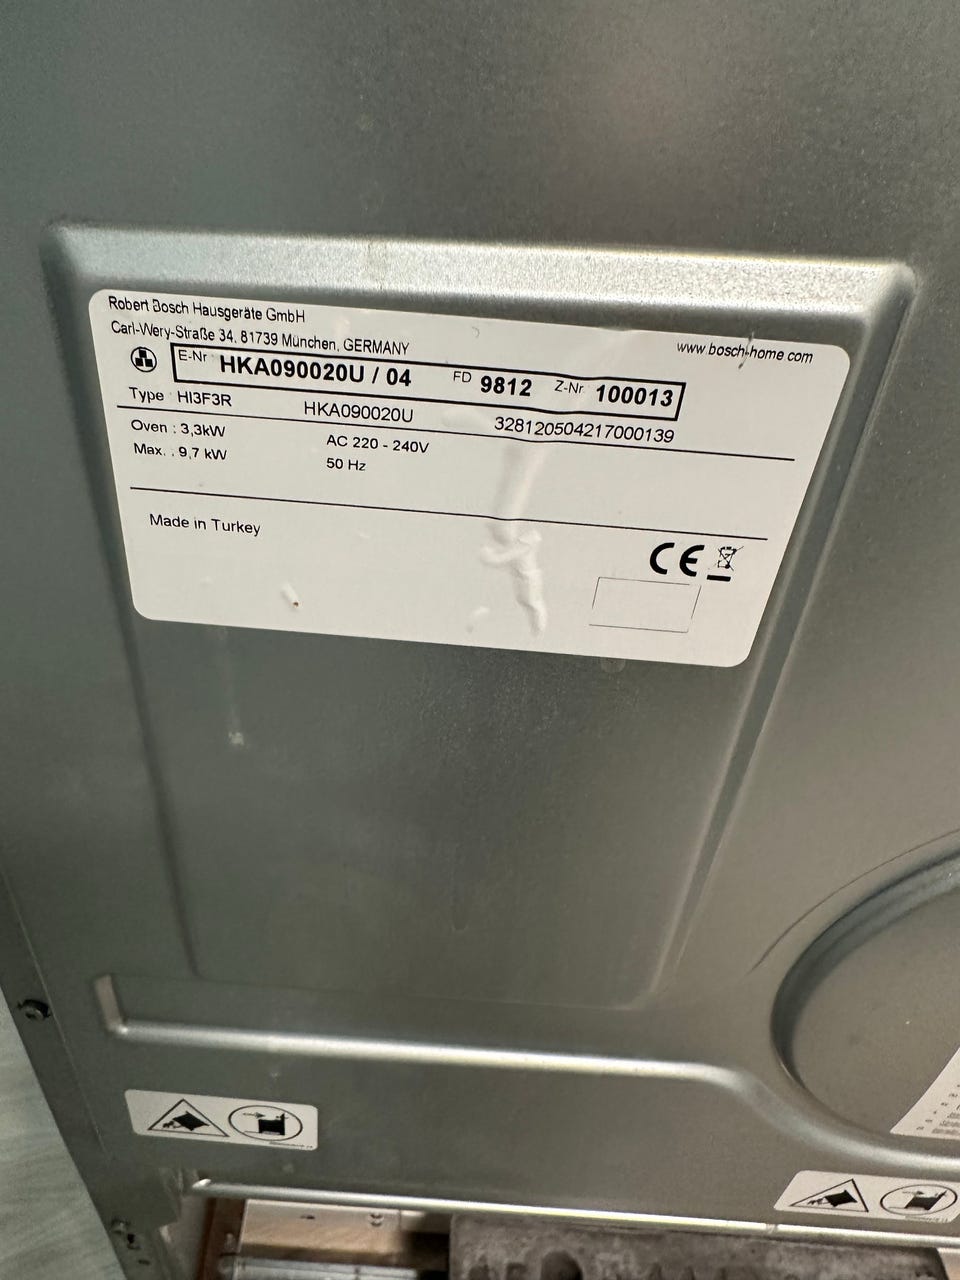 Robert Bosch Hausgeräte GmbH
Carl-Wery-Straße 34, 81739 München, GERMANY
www.bosch-home.com
E-Nr HKA090020U / 04 FD 9812 Z-Nr 100013
Type HI3F3R HKA090020U 328120504217000139
Oven : 3,3kW AC 220 - 240V
Max. : 9,7 kW 50 Hz
Made in Turkey
CE